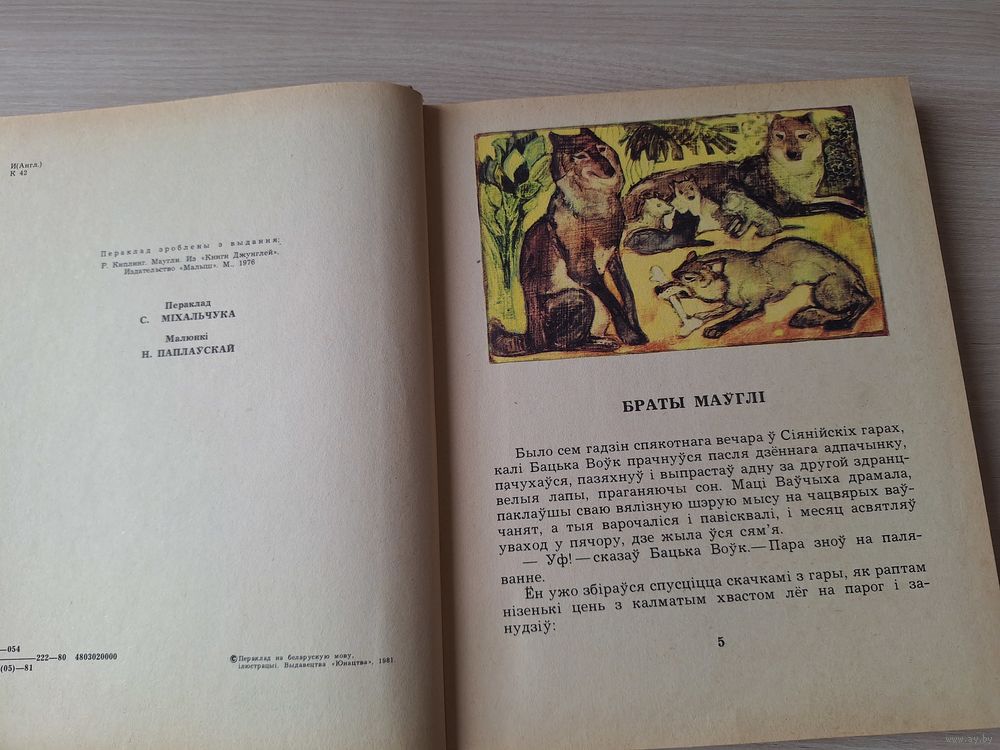 И(Англ.)
К 42
Пераклад зроблены з выдання:
Р. Киплинг. Маугли. Из «Книги Джунглей».
Издательство «Малыш». М., 1976
Пераклад
С. МІХАЛЬЧУКА
Малюнкі
Н. ПАПЛАЎСКАЙ
—054
222—80 4803020000
(05)—81
© Пераклад на беларускую мову,
ілюстрацыі. Выдавецтва «Юнацтва», 1981.
БРАТЫ МАЎГЛІ
Было сем гадзін спякотнага вечара ў Сіянійскіх гарах,
калі Бацька Воўк прачнуўся пасля дзённага адпачынку,
пачухаўся, пазяхнуў і выпрастаў адну за другой здранц-
велыя лапы, праганяючы сон. Маці Ваўчыха драмала,
паклаўшы сваю вялізную шэрую мысу на чацвярых ваў-
чанят, а тыя варочаліся і павісквалі, і месяц асвятляў
уваход у пячору, дзе жыла ўся сям’я.
— Уф! — сказаў Бацька Воўк.— Пара зноў на паля-
ванне.
Ён ужо збіраўся спусціцца скачкамі з гары, як раптам
нізенькі цень з калматым хвастом лёг на парог і за-
нудзіў:
5
www.ay.by